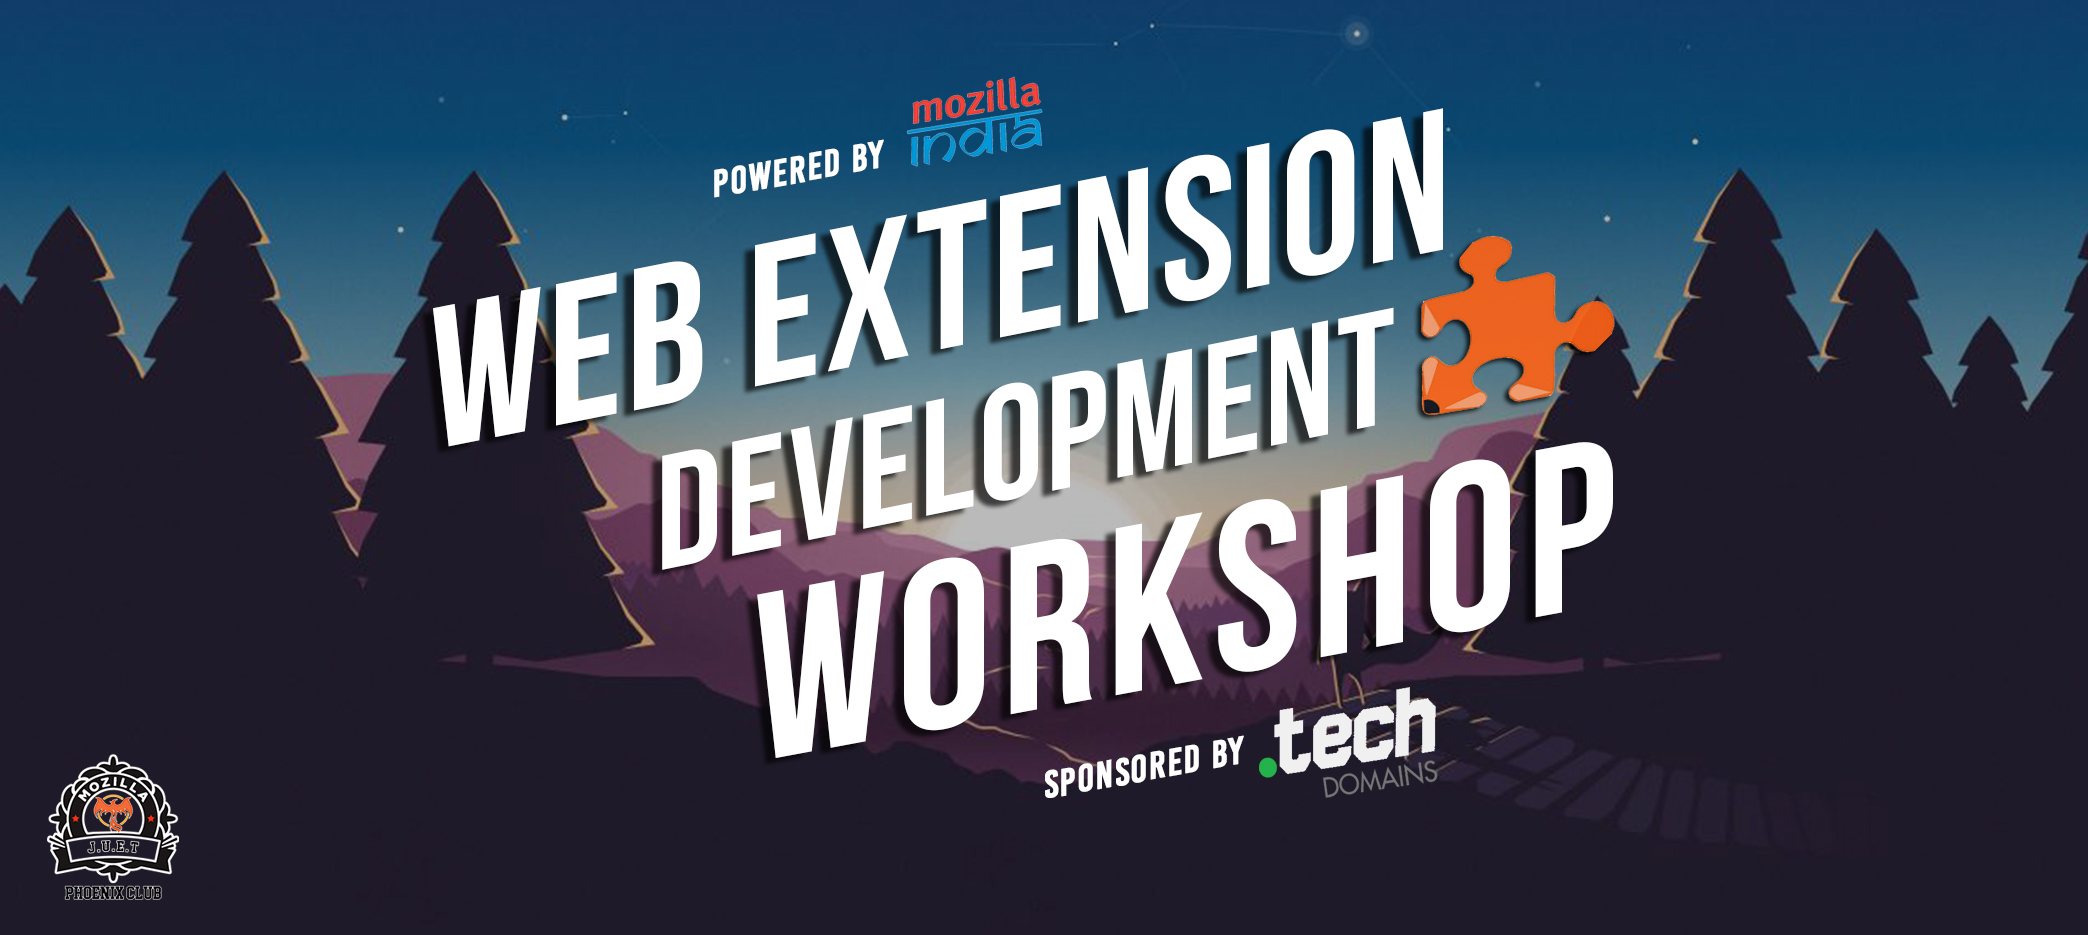 POWERED BY mozilla india
WEB EXTENSION
DEVELOPMENT
WORKSHOP
SPONSORED BY .tech
DOMAINS
MOZILLA
J.U.E.T
PHOENIX CLUB